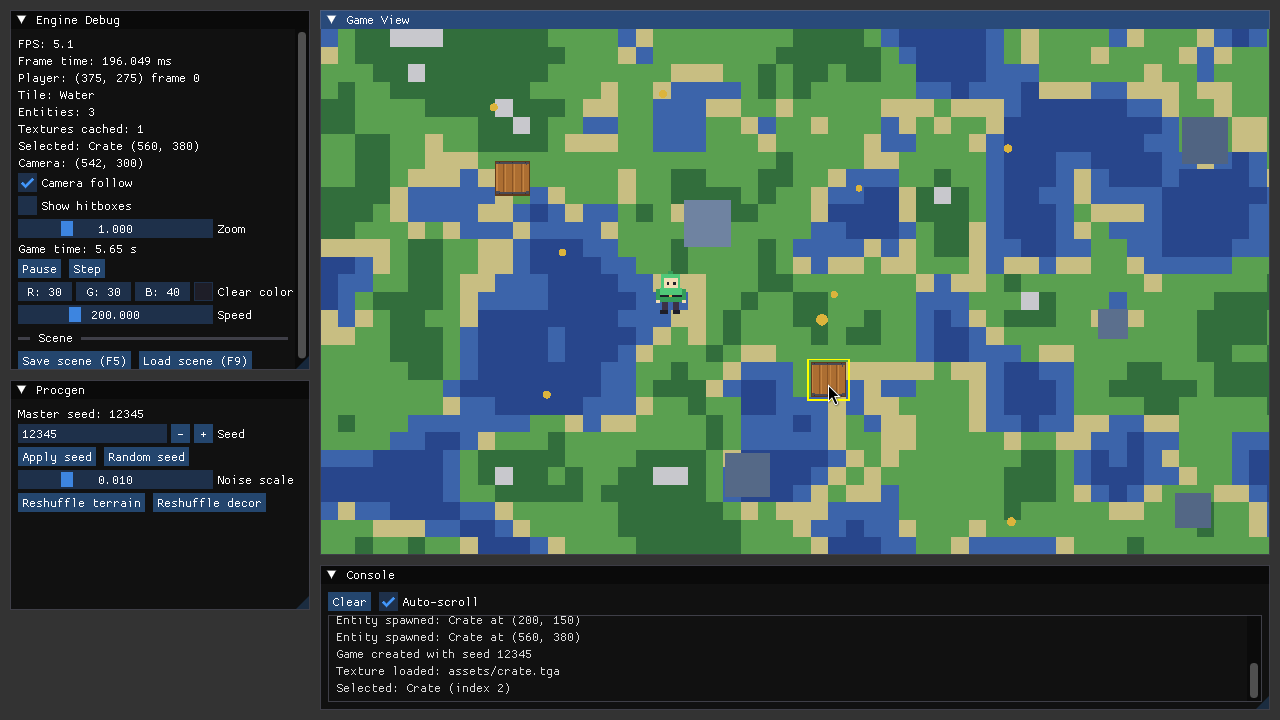 Engine Debug
FPS: 5.1
Frame time: 196.049 ms
Player: (375, 275) frame 0
Tile: Water
Entities: 3
Textures cached: 1
Selected: Crate (560, 380)
Camera: (542, 300)
Camera follow
Show hitboxes
1.000 Zoom
Game time: 5.65 s
Pause Step
R: 30 G: 30 B: 40 Clear color
200.000 Speed
Scene
Save scene (F5) Load scene (F9)
Procgen
Master seed: 12345
12345 - + Seed
Apply seed Random seed
0.010 Noise scale
Reshuffle terrain Reshuffle decor
Game View
Console
Clear Auto-scroll
Entity spawned: Crate at (200, 150)
Entity spawned: Crate at (560, 380)
Game created with seed 12345
Texture loaded: assets/crate.tga
Selected: Crate (index 2)